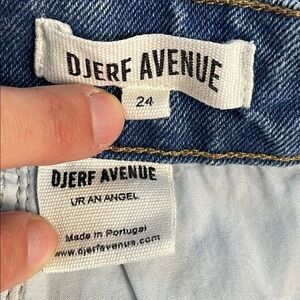 DJERF AVENUE
24
DJERF AVENUE
UR AN ANGEL
Made in Portugal
www.djerfavenue.com